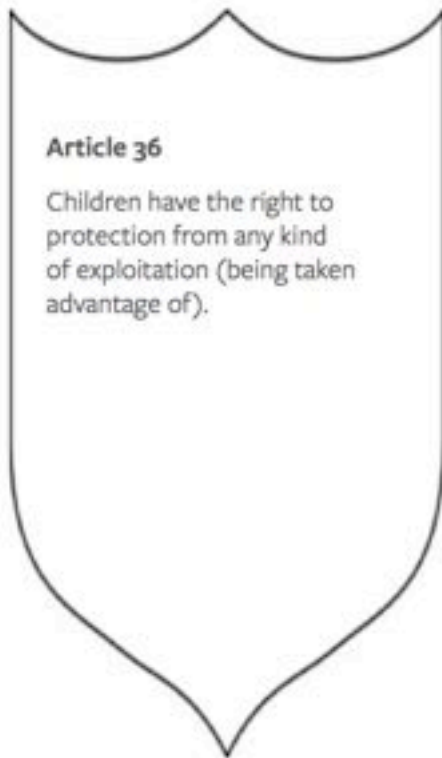 Article 36
Children have the right to
protection from any kind
of exploitation (being taken
advantage of).